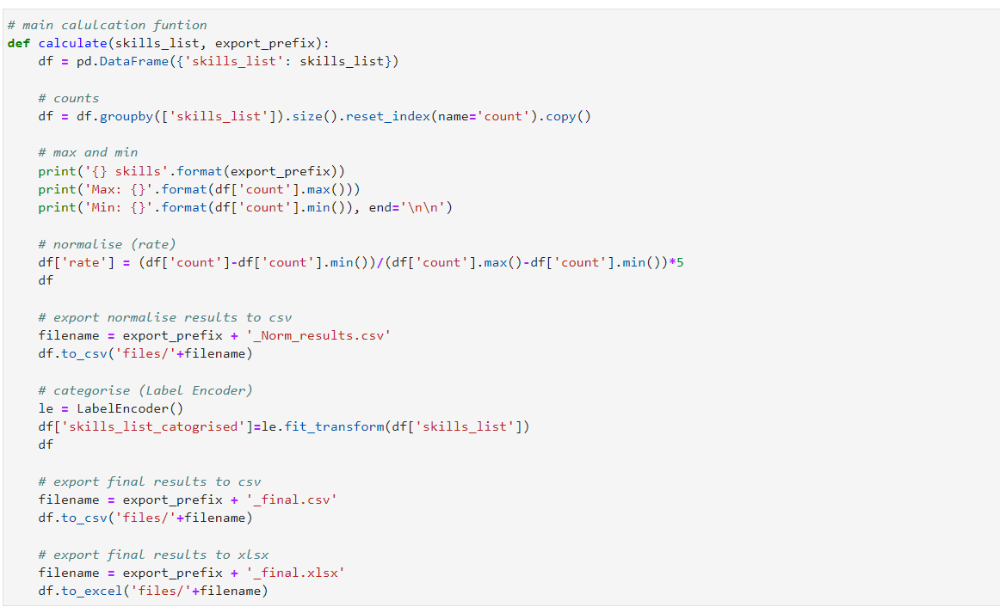 # main calulcation funtion
def calculate(skills_list, export_prefix):
    df = pd.DataFrame({'skills_list': skills_list})

    # counts
    df = df.groupby(['skills_list']).size().reset_index(name='count').copy()

    # max and min
    print('{} skills'.format(export_prefix))
    print('Max: {}'.format(df['count'].max()))
    print('Min: {}'.format(df['count'].min()), end='\n\n')

    # normalise (rate)
    df['rate'] = (df['count']-df['count'].min())/(df['count'].max()-df['count'].min())*5
    df

    # export normalise results to csv
    filename = export_prefix + '_Norm_results.csv'
    df.to_csv('files/'+filename)

    # categorise (Label Encoder)
    le = LabelEncoder()
    df['skills_list_catogrised']=le.fit_transform(df['skills_list'])
    df

    # export final results to csv
    filename = export_prefix + '_final.csv'
    df.to_csv('files/'+filename)

    # export final results to xlsx
    filename = export_prefix + '_final.xlsx'
    df.to_excel('files/'+filename)